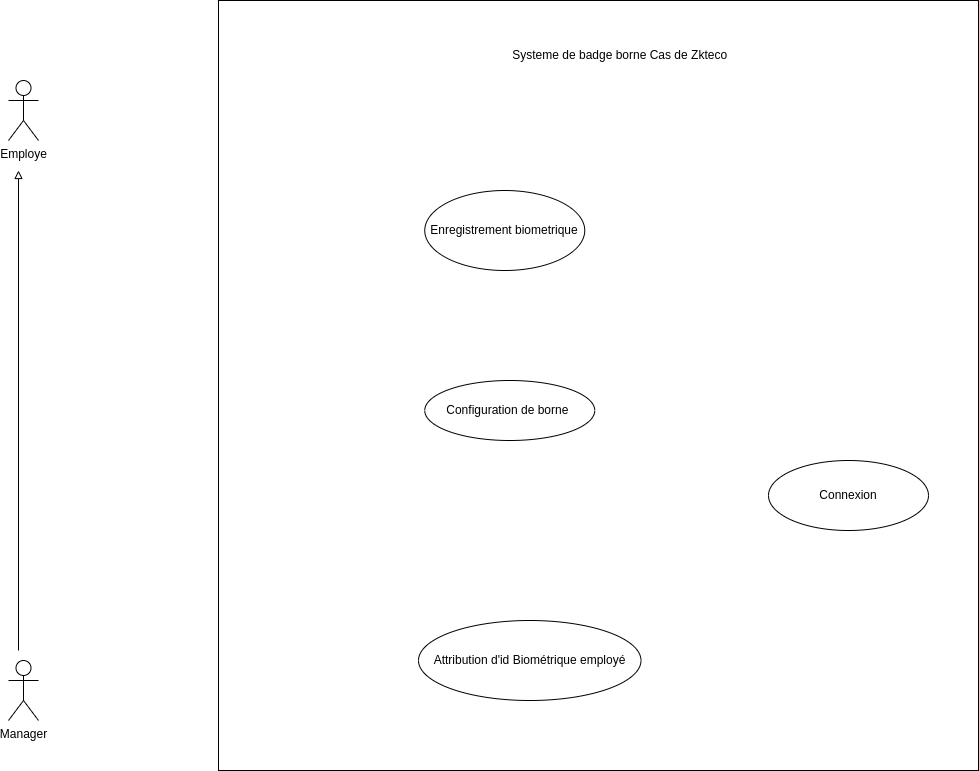 Systeme de badge borne Cas de Zkteco
Employe
Enregistrement biometrique
Configuration de borne
Connexion
Attribution d'id Biométrique employé
Manager